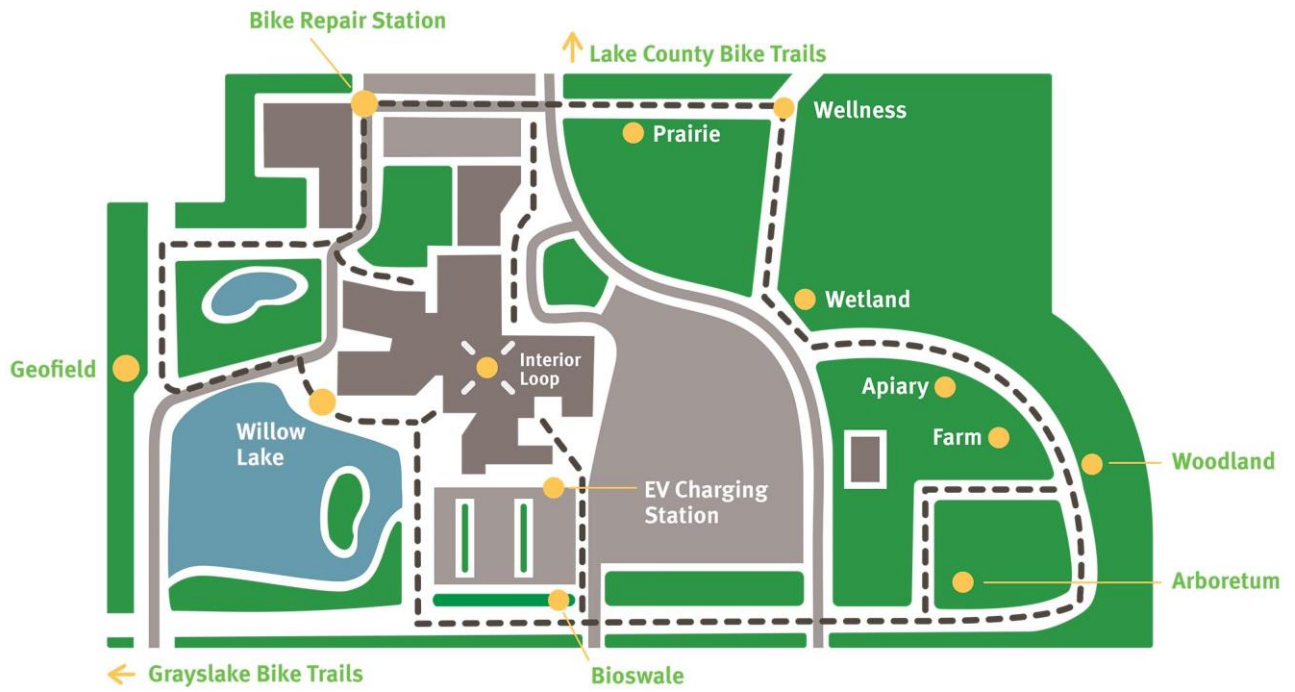 Bike Repair Station
Lake County Bike Trails
Wellness
Prairie
Wetland
Geofield
Interior
Loop
Apiary
Willow
Lake
Farm
Woodland
EV Charging
Station
Arboretum
Grayslake Bike Trails
Bioswale